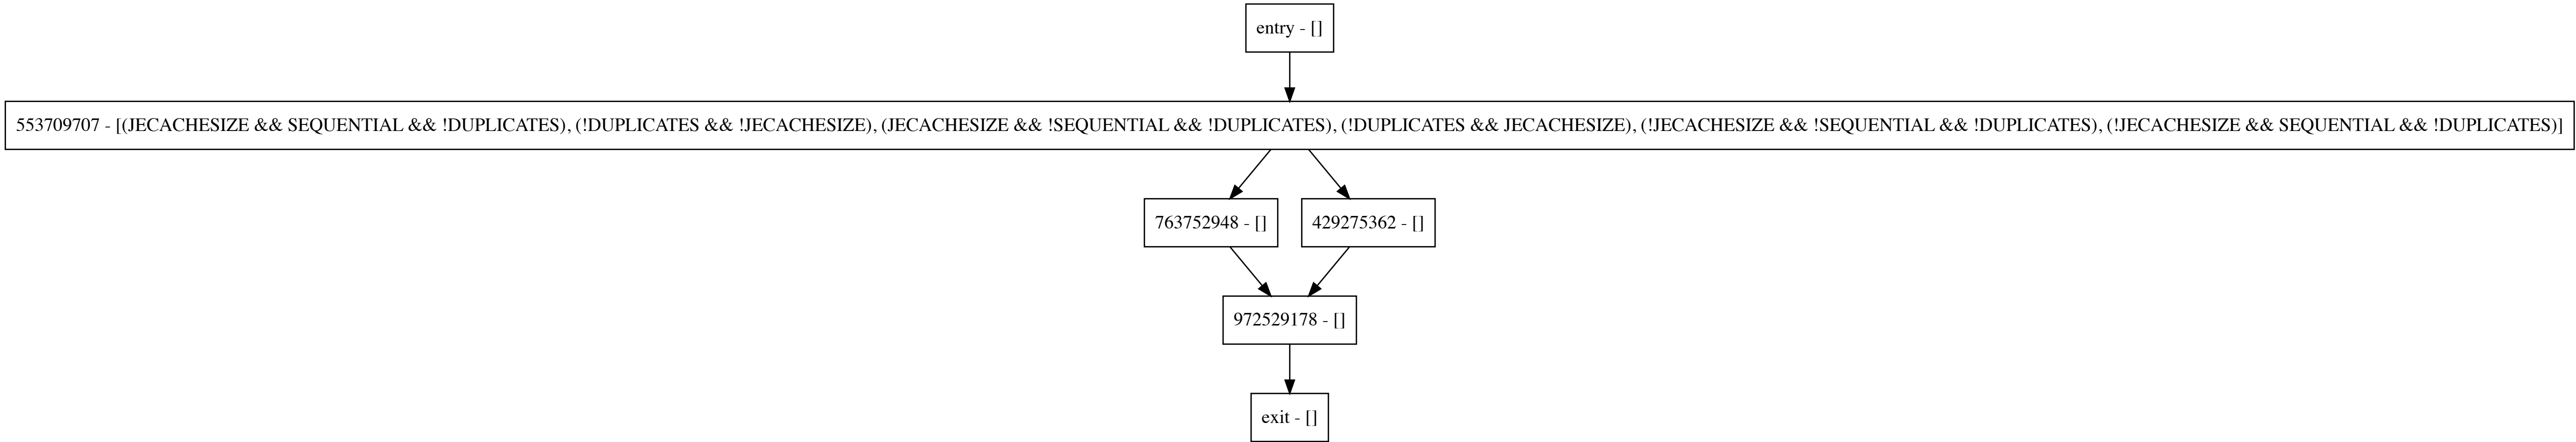 entry - []
553709707 - [(JECACHESIZE && SEQUENTIAL && !DUPLICATES), (!DUPLICATES && !JECACHESIZE), (JECACHESIZE && !SEQUENTIAL && !DUPLICATES), (!DUPLICATES && JECACHESIZE), (!JECACHESIZE && !SEQUENTIAL && !DUPLICATES), (!JECACHESIZE && SEQUENTIAL && !DUPLICATES)]
763752948 - []
429275362 - []
972529178 - []
exit - []